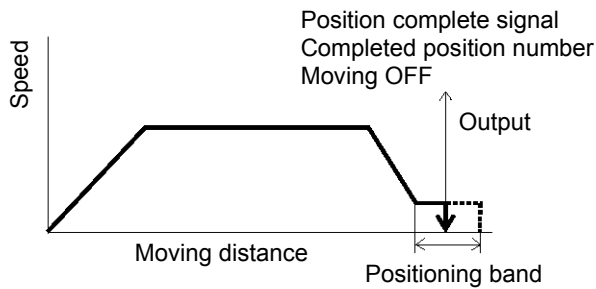 Position complete signal
Completed position number
Moving OFF
Speed
Output
Moving distance
Positioning band